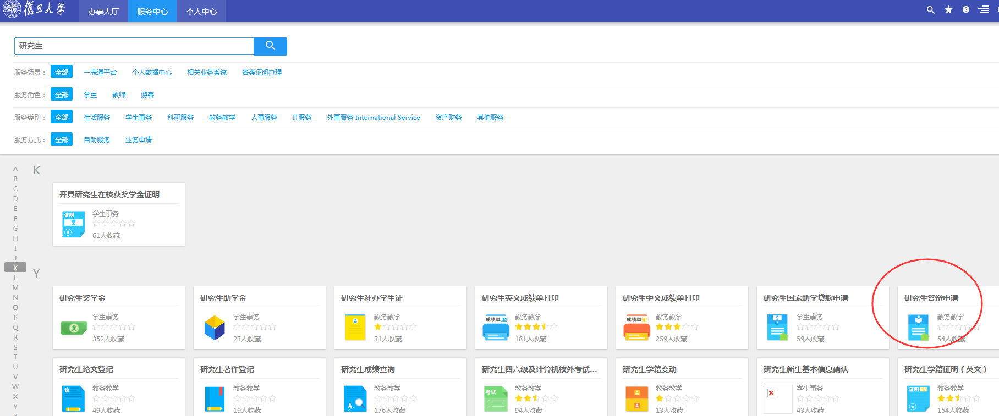 復旦大學 办事大厅 服务中心 个人中心
研究生
服务场景： 全部 一表通平台 个人数据中心 相关业务系统 各类证明办理
服务角色： 全部 学生 教师 游客
服务类别： 全部 生活服务 学生事务 科研服务 教务教学 人事服务 IT服务 外事服务 International Service 资产财务 其他服务
服务方式： 全部 自助服务 业务申请
A
B
C
D
E
F
G
H
I
J
K
L
M
N
O
P
Q
R
S
T
U
V
W
X
Y
Z
K
开具研究生在校获奖学金证明
证明
学生事务
61人收藏
Y
研究生奖学金
奖
学生事务
352人收藏
研究生助学金
学生事务
23人收藏
研究生补办学生证
教务教学
31人收藏
研究生英文成绩单打印
成绩单EN
教务教学
181人收藏
研究生中文成绩单打印
成绩单CN
教务教学
259人收藏
研究生国家助学贷款申请
$
学生事务
59人收藏
研究生答辩申请
教务教学
54人收藏
研究生论文登记
论
教务教学
49人收藏
研究生著作登记
教务教学
19人收藏
研究生成绩查询
A
教务教学
176人收藏
研究生四六级及计算机校外考试...
考试
教务教学
94人收藏
研究生学籍变动
教务教学
13人收藏
研究生新生基本信息确认
学生事务
43人收藏
研究生学籍证明（英文）
证明EN
教务教学
154人收藏